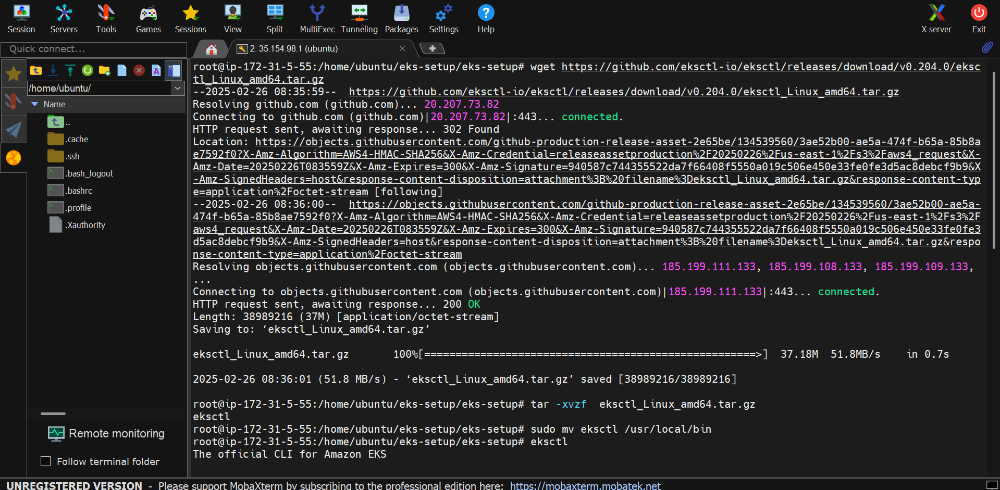 Session Servers Tools Games Sessions View Split MultiExec Tunneling Packages Settings Help X server Exit
Quick connect...
2. 35.154.98.1 (ubuntu)
/home/ubuntu/
Name
..
.cache
.ssh
.bash_logout
.bashrc
.profile
.Xauthority
Remote monitoring
Follow terminal folder
root@ip-172-31-5-55:/home/ubuntu/eks-setup/eks-setup# wget https://github.com/eksctl-io/eksctl/releases/download/v0.204.0/eksc
tl_Linux_amd64.tar.gz
--2025-02-26 08:35:59--  https://github.com/eksctl-io/eksctl/releases/download/v0.204.0/eksctl_Linux_amd64.tar.gz
Resolving github.com (github.com)... 20.207.73.82
Connecting to github.com (github.com)|20.207.73.82|:443... connected.
HTTP request sent, awaiting response... 302 Found
Location: https://objects.githubusercontent.com/github-production-release-asset-2e65be/134539560/3ae52b00-ae5a-474f-b65a-85b8a
e7592f0?X-Amz-Algorithm=AWS4-HMAC-SHA256&X-Amz-Credential=releaseassetproduction%2F20250226%2Fus-east-1%2Fs3%2Faws4_request&X-
Amz-Date=20250226T083559Z&X-Amz-Expires=300&X-Amz-Signature=940587c744355522da7f66408f5550a019c506e450e33fe0fe3d5ac8debcf9b9&X
-Amz-SignedHeaders=host&response-content-disposition=attachment%3B%20filename%3Deksctl_Linux_amd64.tar.gz&response-content-typ
e=application%2Foctet-stream [following]
--2025-02-26 08:36:00--  https://objects.githubusercontent.com/github-production-release-asset-2e65be/134539560/3ae52b00-ae5a-
474f-b65a-85b8ae7592f0?X-Amz-Algorithm=AWS4-HMAC-SHA256&X-Amz-Credential=releaseassetproduction%2F20250226%2Fus-east-1%2Fs3%2F
aws4_request&X-Amz-Date=20250226T083559Z&X-Amz-Expires=300&X-Amz-Signature=940587c744355522da7f66408f5550a019c506e450e33fe0fe3
d5ac8debcf9b9&X-Amz-SignedHeaders=host&response-content-disposition=attachment%3B%20filename%3Deksctl_Linux_amd64.tar.gz&respo
nse-content-type=application%2Foctet-stream
Resolving objects.githubusercontent.com (objects.githubusercontent.com)... 185.199.111.133, 185.199.108.133, 185.199.109.133,
...
Connecting to objects.githubusercontent.com (objects.githubusercontent.com)|185.199.111.133|:443... connected.
HTTP request sent, awaiting response... 200 OK
Length: 38989216 (37M) [application/octet-stream]
Saving to: ‘eksctl_Linux_amd64.tar.gz’
eksctl_Linux_amd64.tar.gz       100%[=====================================================>]  37.18M  51.8MB/s    in 0.7s
2025-02-26 08:36:01 (51.8 MB/s) - ‘eksctl_Linux_amd64.tar.gz’ saved [38989216/38989216]
root@ip-172-31-5-55:/home/ubuntu/eks-setup/eks-setup# tar -xvzf  eksctl_Linux_amd64.tar.gz
eksctl
root@ip-172-31-5-55:/home/ubuntu/eks-setup/eks-setup# sudo mv eksctl /usr/local/bin
root@ip-172-31-5-55:/home/ubuntu/eks-setup/eks-setup# eksctl
The official CLI for Amazon EKS
UNREGISTERED VERSION - Please support MobaXterm by subscribing to the professional edition here: https://mobaxterm.mobatek.net